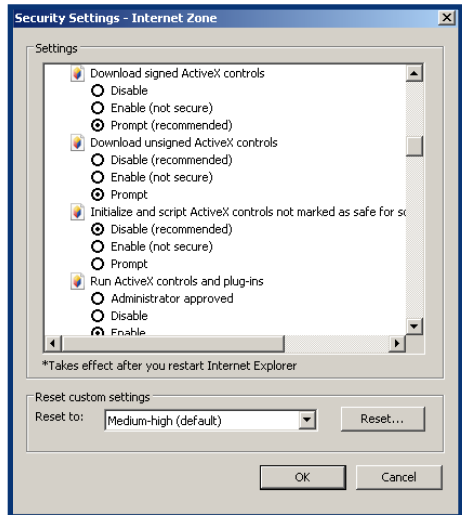 Security Settings - Internet Zone
Settings
Download signed ActiveX controls
Disable
Enable (not secure)
Prompt (recommended)
Download unsigned ActiveX controls
Disable (recommended)
Enable (not secure)
Prompt
Initialize and script ActiveX controls not marked as safe for sc
Disable (recommended)
Enable (not secure)
Prompt
Run ActiveX controls and plug-ins
Administrator approved
Disable
Enable
*Takes effect after you restart Internet Explorer
Reset custom settings
Reset to: Medium-high (default) Reset...
OK Cancel